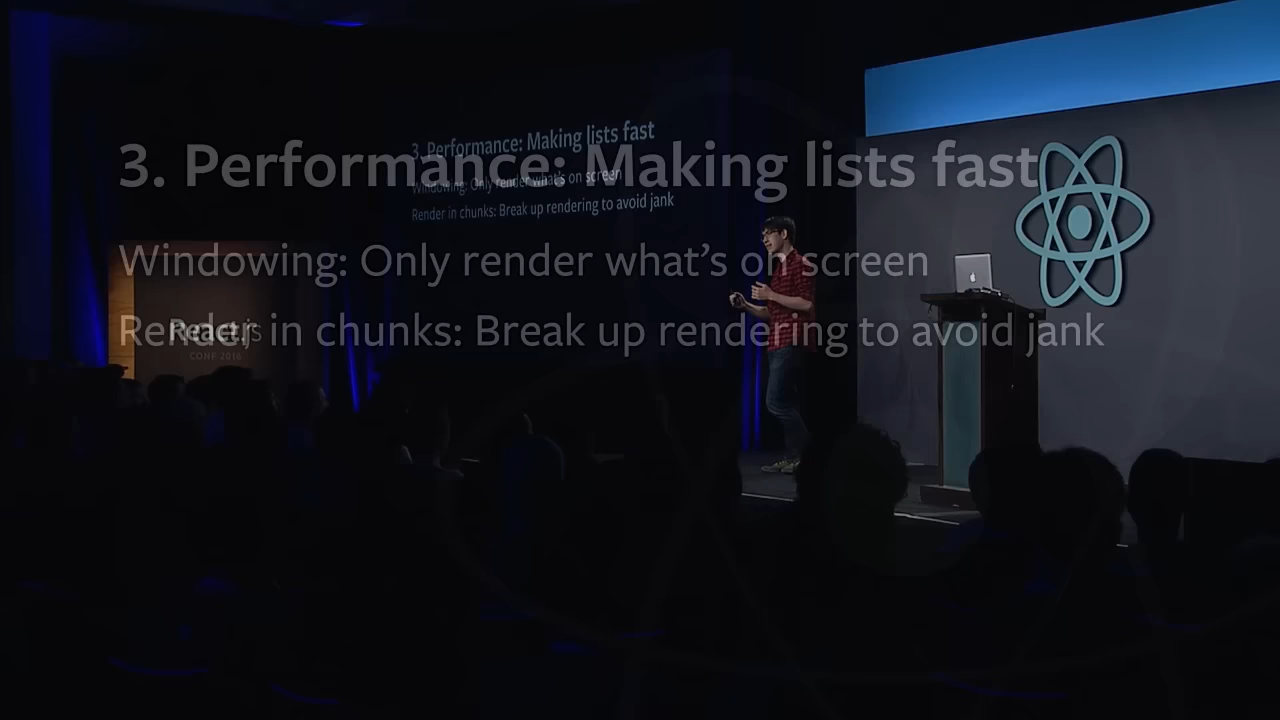 3. Performance: Making lists fast
Windowing: Only render what's on screen
Render in chunks: Break up rendering to avoid jank
3. Performance: Making lists fast
Windowing: Only render what’s on screen
Render in chunks: Break up rendering to avoid jank
React.js
CONF 2016